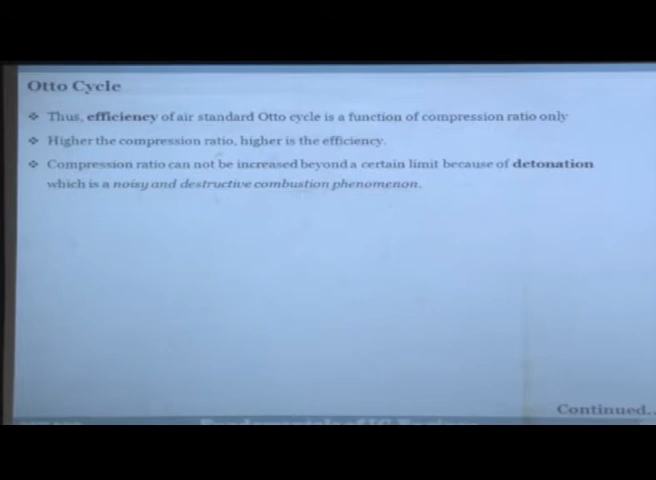 Otto Cycle
❖ Thus, efficiency of air standard Otto cycle is a function of compression ratio only
❖ Higher the compression ratio, higher is the efficiency.
❖ Compression ratio can not be increased beyond a certain limit because of detonation
which is a noisy and destructive combustion phenomenon.
Continued..